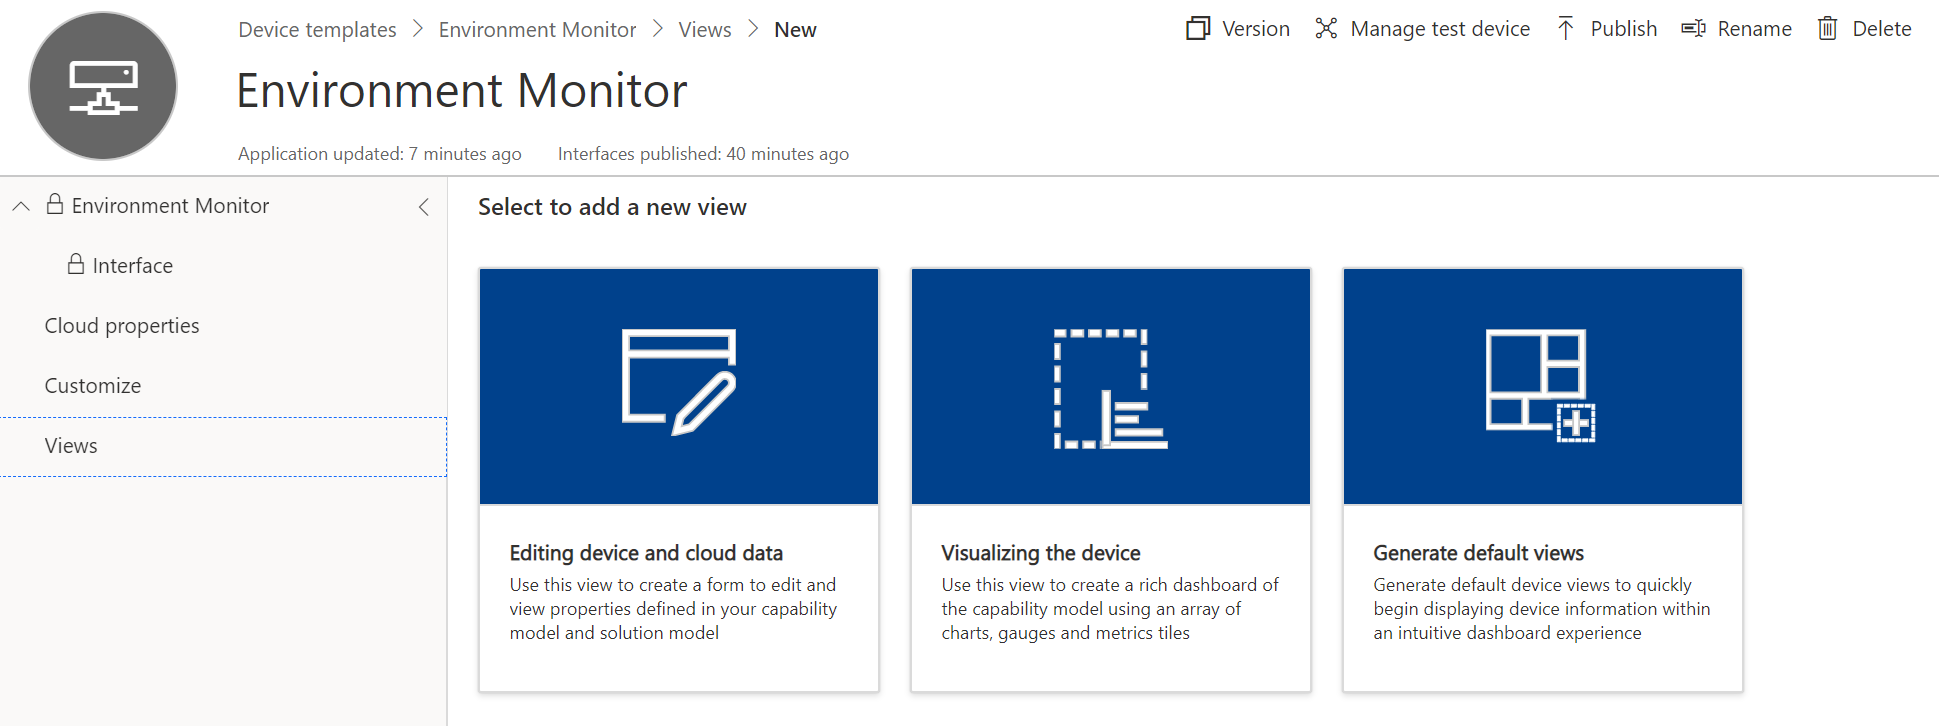 Device templates > Environment Monitor > Views > New
Version Manage test device Publish Rename Delete
Environment Monitor
Application updated: 7 minutes ago Interfaces published: 40 minutes ago
Environment Monitor
Interface
Cloud properties
Customize
Views
Select to add a new view
Editing device and cloud data
Use this view to create a form to edit and
view properties defined in your capability
model and solution model
Visualizing the device
Use this view to create a rich dashboard of
the capability model using an array of
charts, gauges and metrics tiles
Generate default views
Generate default device views to quickly
begin displaying device information within
an intuitive dashboard experience